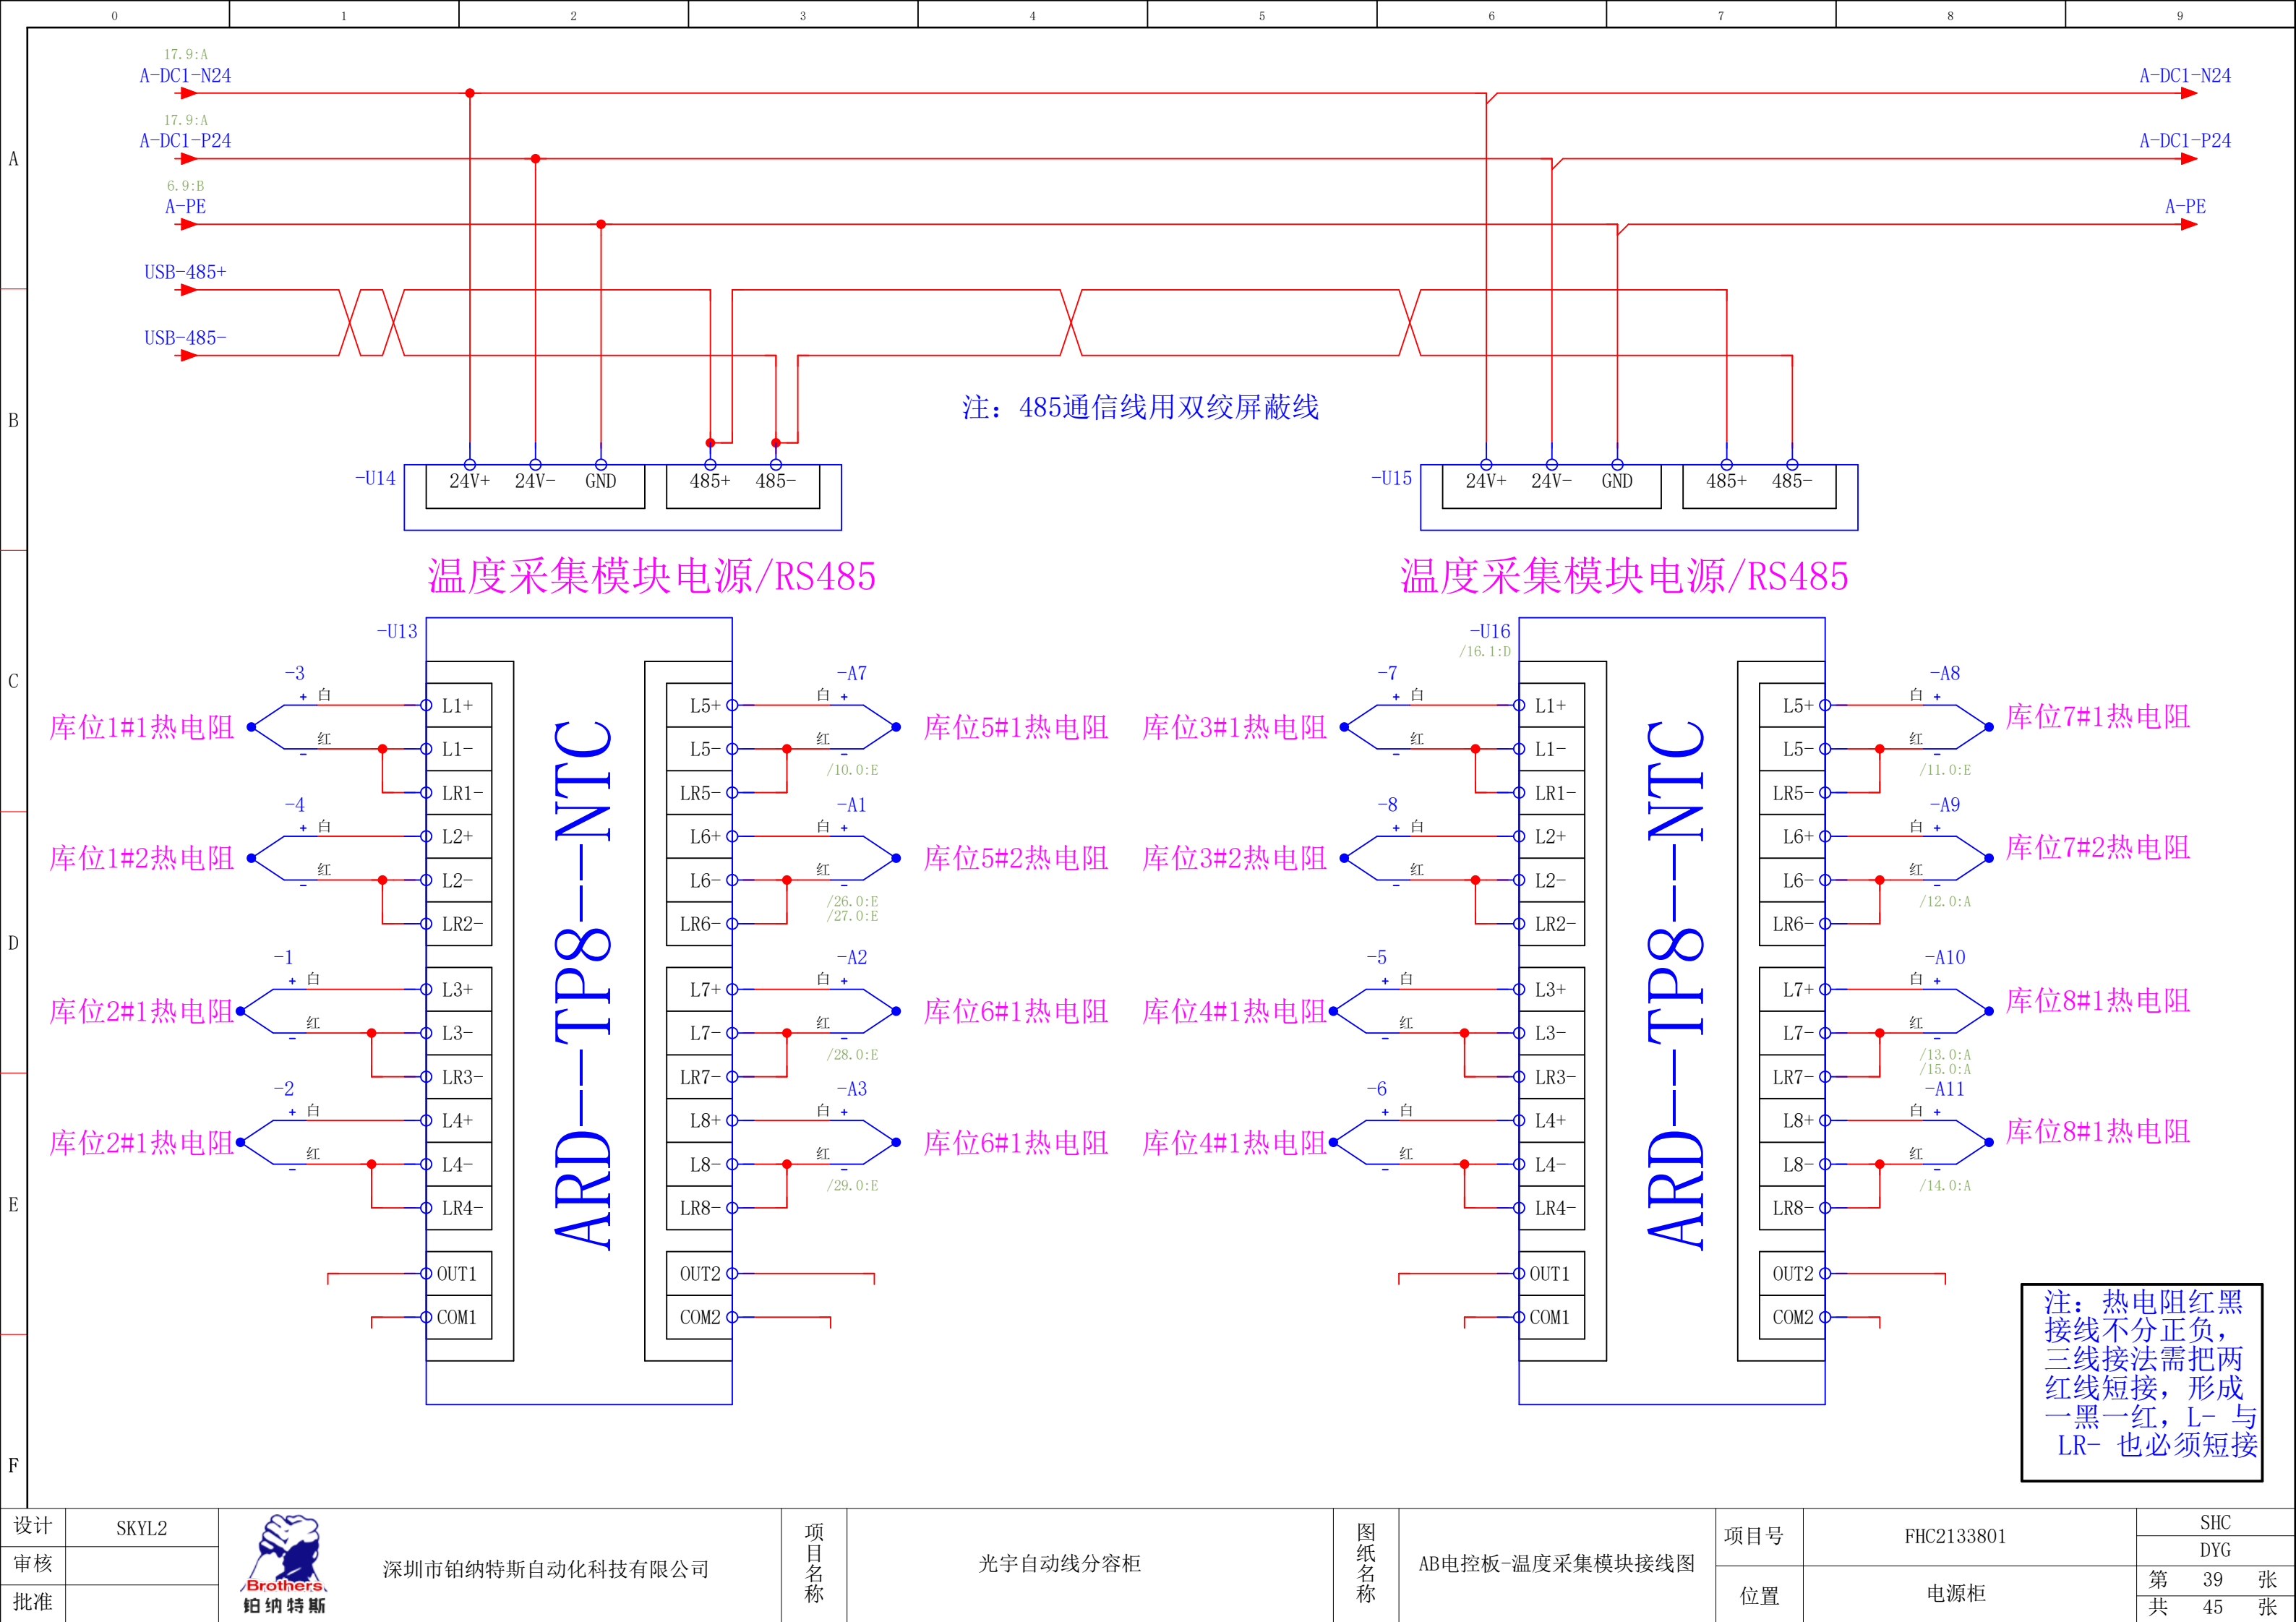 0 1 2 3 4 5 6 7 8 9
A
B
C
D
E
F
17.9:A
A-DC1-N24 A-DC1-N24
17.9:A
A-DC1-P24 A-DC1-P24
6.9:B
A-PE A-PE
USB-485+
USB-485-
注：485通信线用双绞屏蔽线
-U14 24V+ 24V- GND 485+ 485-
-U15 24V+ 24V- GND 485+ 485-
温度采集模块电源/RS485
温度采集模块电源/RS485
-U13
ARD--TP8--NTC
-3
+ 白
库位1#1热电阻
红
-
L1+
L1-
LR1-
-4
+ 白
库位1#2热电阻
红
-
L2+
L2-
LR2-
-1
+ 白
库位2#1热电阻
红
-
L3+
L3-
LR3-
-2
+ 白
库位2#1热电阻
红
-
L4+
L4-
LR4-
OUT1
COM1
-A7
白 +
库位5#1热电阻
红
-
/10.0:E
L5+
L5-
LR5-
-A1
白 +
库位5#2热电阻
红
-
/26.0:E
/27.0:E
L6+
L6-
LR6-
-A2
白 +
库位6#1热电阻
红
-
/28.0:E
L7+
L7-
LR7-
-A3
白 +
库位6#1热电阻
红
-
/29.0:E
L8+
L8-
LR8-
OUT2
COM2
-U16
/16.1:D
ARD--TP8--NTC
-7
+ 白
库位3#1热电阻
红
-
L1+
L1-
LR1-
-8
+ 白
库位3#2热电阻
红
-
L2+
L2-
LR2-
-5
+ 白
库位4#1热电阻
红
-
L3+
L3-
LR3-
-6
+ 白
库位4#1热电阻
红
-
L4+
L4-
LR4-
OUT1
COM1
-A8
白 +
库位7#1热电阻
红
-
/11.0:E
L5+
L5-
LR5-
-A9
白 +
库位7#2热电阻
红
-
/12.0:A
L6+
L6-
LR6-
-A10
白 +
库位8#1热电阻
红
-
/13.0:A
/15.0:A
L7+
L7-
LR7-
-A11
白 +
库位8#1热电阻
红
-
/14.0:A
L8+
L8-
LR8-
OUT2
COM2
注：热电阻红黑
接线不分正负，
三线接法需把两
红线短接，形成
一黑一红，L- 与
LR- 也必须短接
设计 SKYL2
审核
批准
Brothers
铂纳特斯
深圳市铂纳特斯自动化科技有限公司
项目名称
光宇自动线分容柜
图纸名称
AB电控板-温度采集模块接线图
项目号 FHC2133801
位置 电源柜
SHC
DYG
第 39 张
共 45 张